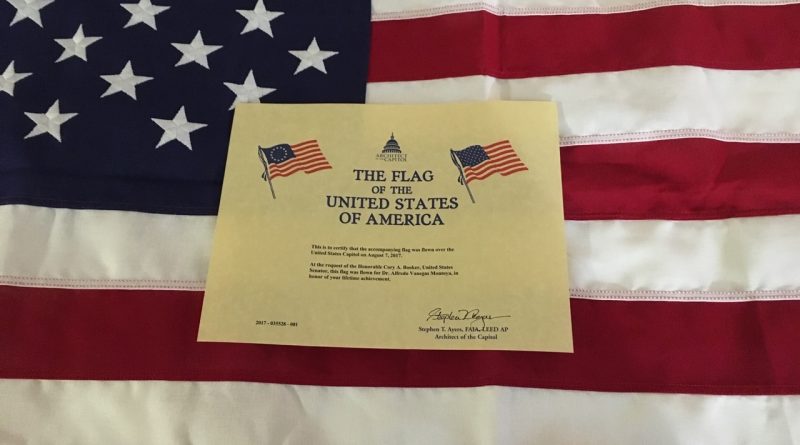 ARCHITECT
OF THE CAPITOL
THE FLAG
OF THE
UNITED STATES
OF AMERICA
This is to certify that the accompanying flag was flown over the
United States Capitol on August 7, 2017.
At the request of the Honorable Cory A. Booker, United States
Senator, this flag was flown for Dr. Alfredo Vanegas Montoya, in
honor of your lifetime achievement.
Stephen T. Ayers, FAIA, LEED AP
Architect of the Capitol
2017 - 035528 - 001